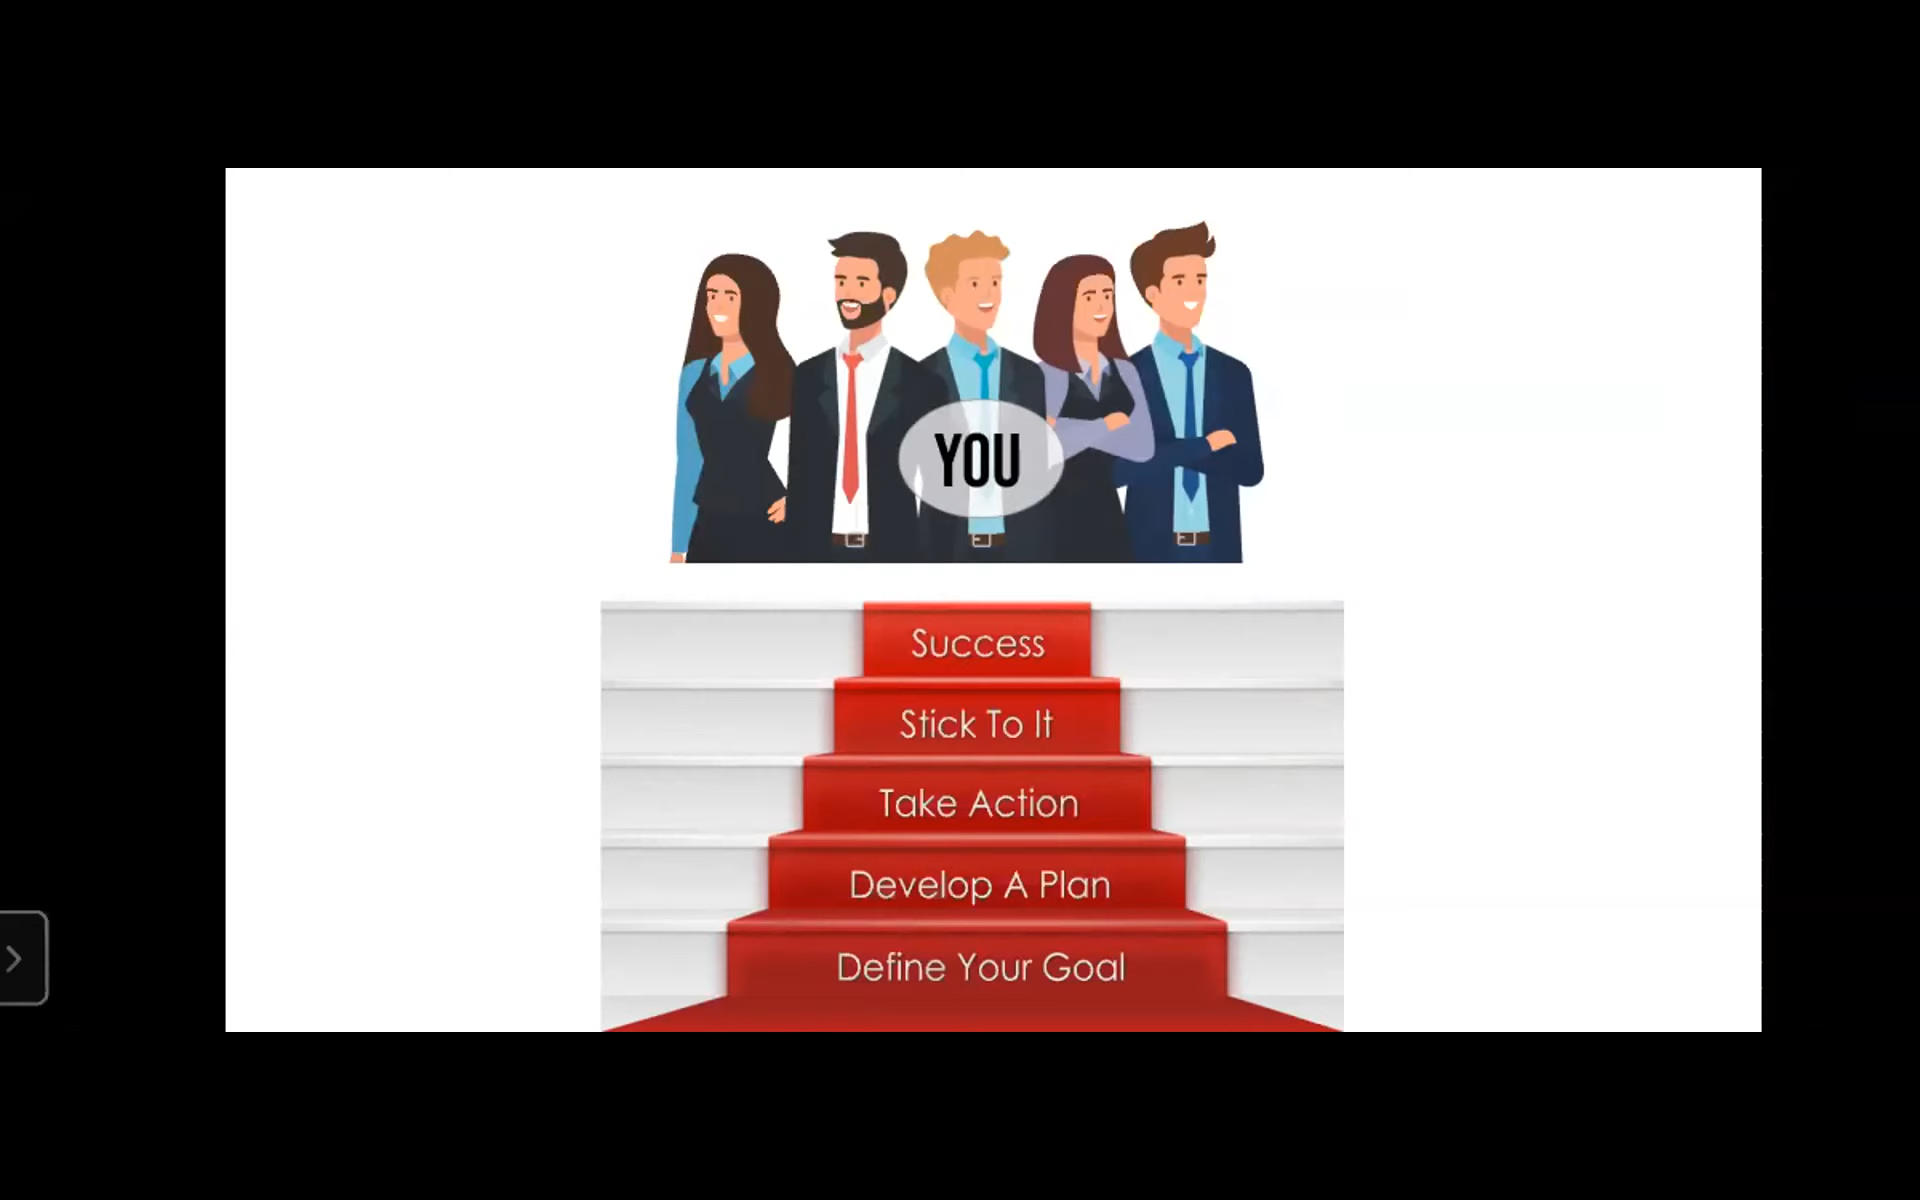 YOU
Success
Stick To It
Take Action
Develop A Plan
Define Your Goal